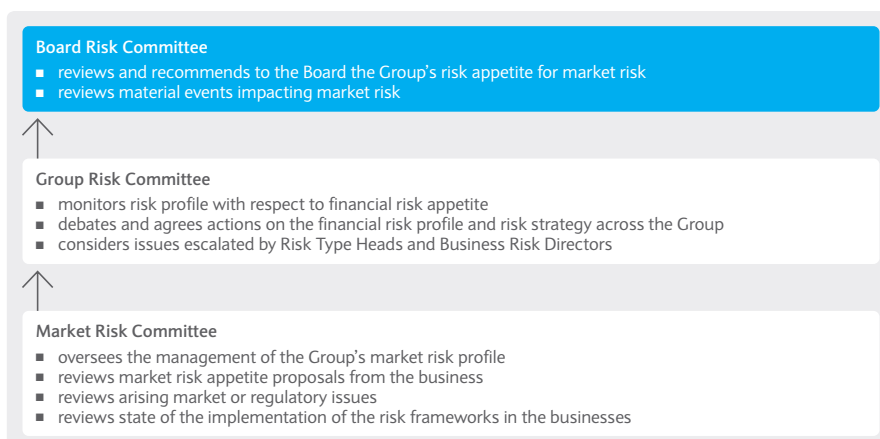 Board Risk Committee
■ reviews and recommends to the Board the Group's risk appetite for market risk
■ reviews material events impacting market risk
Group Risk Committee
■ monitors risk profile with respect to financial risk appetite
■ debates and agrees actions on the financial risk profile and risk strategy across the Group
■ considers issues escalated by Risk Type Heads and Business Risk Directors
Market Risk Committee
■ oversees the management of the Group's market risk profile
■ reviews market risk appetite proposals from the business
■ reviews arising market or regulatory issues
■ reviews state of the implementation of the risk frameworks in the businesses